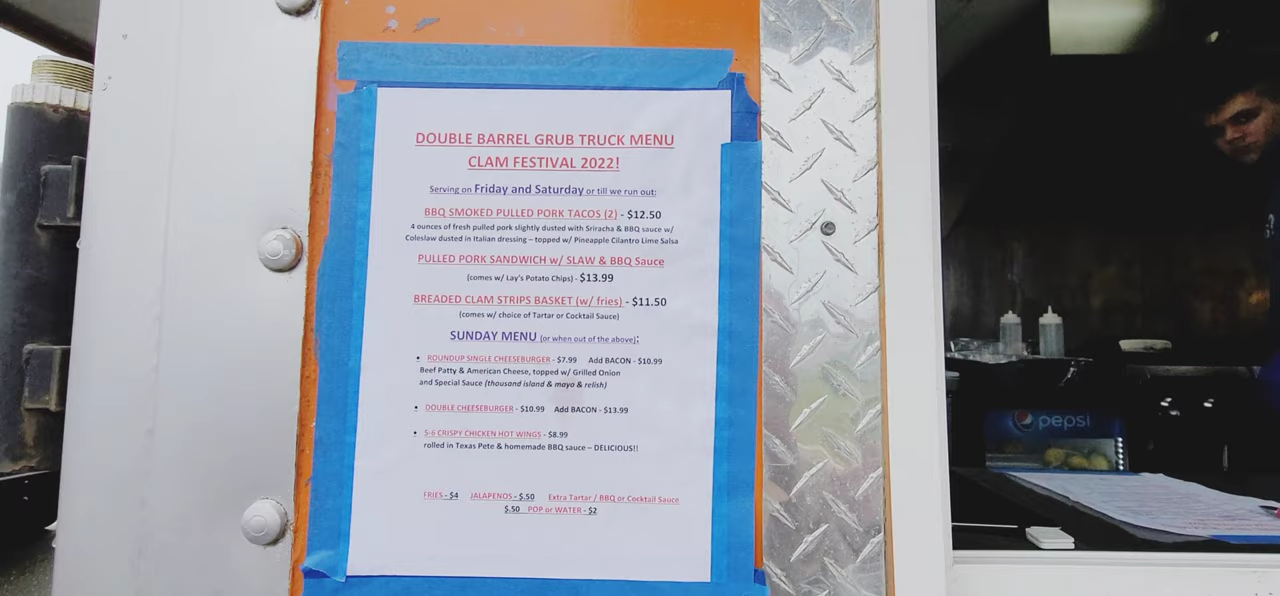 DOUBLE BARREL GRUB TRUCK MENU
CLAM FESTIVAL 2022!
Serving on Friday and Saturday or till we run out:
BBQ SMOKED PULLED PORK TACOS (2) - $12.50
4 ounces of fresh pulled pork slightly dusted with Sriracha & BBQ sauce w/
Coleslaw dusted in Italian dressing – topped w/ Pineapple Cilantro Lime Salsa
PULLED PORK SANDWICH w/ SLAW & BBQ Sauce
(comes w/ Lay's Potato Chips) - $13.99
BREADED CLAM STRIPS BASKET (w/ fries) - $11.50
(comes w/ choice of Tartar or Cocktail Sauce)
SUNDAY MENU (or when out of the above):
• ROUNDUP SINGLE CHEESEBURGER - $7.99 Add BACON - $10.99
Beef Patty & American Cheese, topped w/ Grilled Onion
and Special Sauce (thousand island & mayo & relish)
• DOUBLE CHEESEBURGER - $10.99 Add BACON - $13.99
• 5-6 CRISPY CHICKEN HOT WINGS - $8.99
rolled in Texas Pete & homemade BBQ sauce – DELICIOUS!!
FRIES - $4 JALAPENOS - $.50 Extra Tartar / BBQ or Cocktail Sauce
$.50 POP or WATER - $2
pepsi